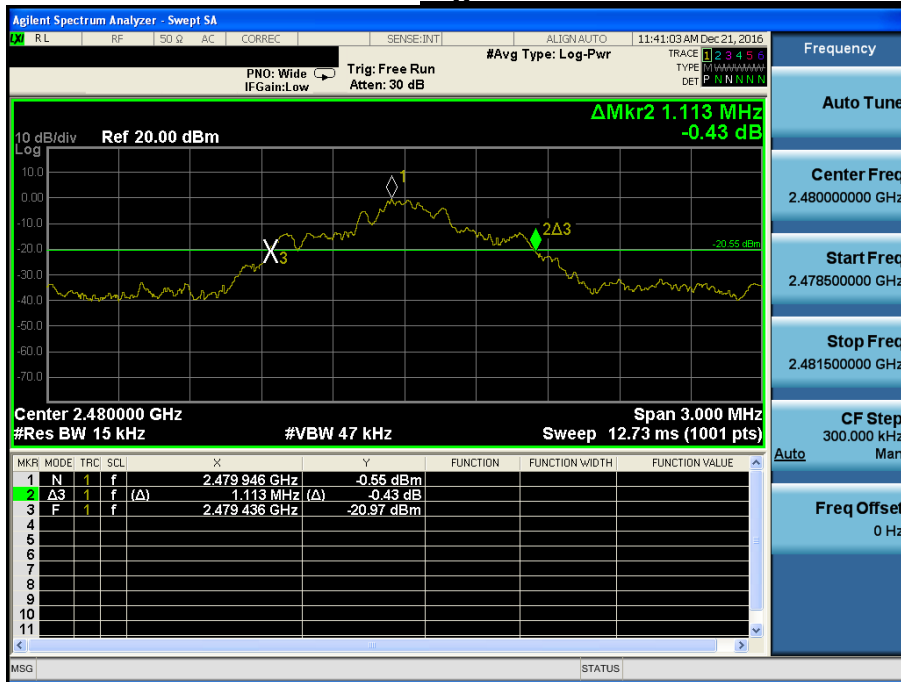 Agilent Spectrum Analyzer - Swept SA
LXI RL RF 50 Ω AC CORREC SENSE:INT ALIGN AUTO 11:41:03 AM Dec 21, 2016
#Avg Type: Log-Pwr TRACE 1 2 3 4 5 6
PNO: Wide Trig: Free Run TYPE MWWWWW
IFGain:Low Atten: 30 dB DET P N N N N N
ΔMkr2 1.113 MHz
10 dB/div Ref 20.00 dBm -0.43 dB
Log
10.0
0.00
-10.0
-20.0
-30.0
-40.0
-50.0
-60.0
-70.0
1
2Δ3
3
-20.55 dBm
Center 2.480000 GHz Span 3.000 MHz
#Res BW 15 kHz #VBW 47 kHz Sweep 12.73 ms (1001 pts)
MKR MODE TRC SCL X Y FUNCTION FUNCTION WIDTH FUNCTION VALUE
1 N 1 f 2.479 946 GHz -0.55 dBm
2 Δ3 1 f (Δ) 1.113 MHz (Δ) -0.43 dB
3 F 1 f 2.479 436 GHz -20.97 dBm
4
5
6
7
8
9
10
11
MSG STATUS
Frequency
Auto Tune
Center Freq
2.480000000 GHz
Start Freq
2.478500000 GHz
Stop Freq
2.481500000 GHz
CF Step
300.000 kHz
Auto Man
Freq Offset
0 Hz